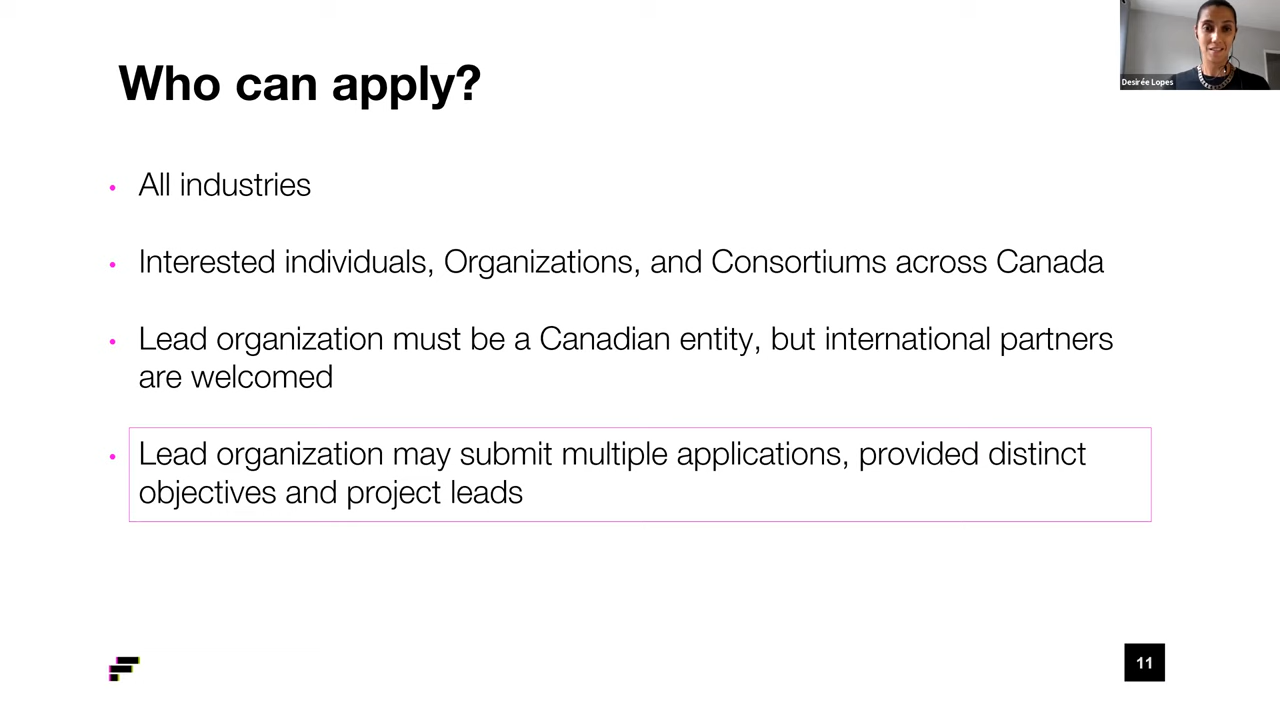 Who can apply?
Desirée Lopes
• All industries
• Interested individuals, Organizations, and Consortiums across Canada
• Lead organization must be a Canadian entity, but international partners
are welcomed
• Lead organization may submit multiple applications, provided distinct
objectives and project leads
11